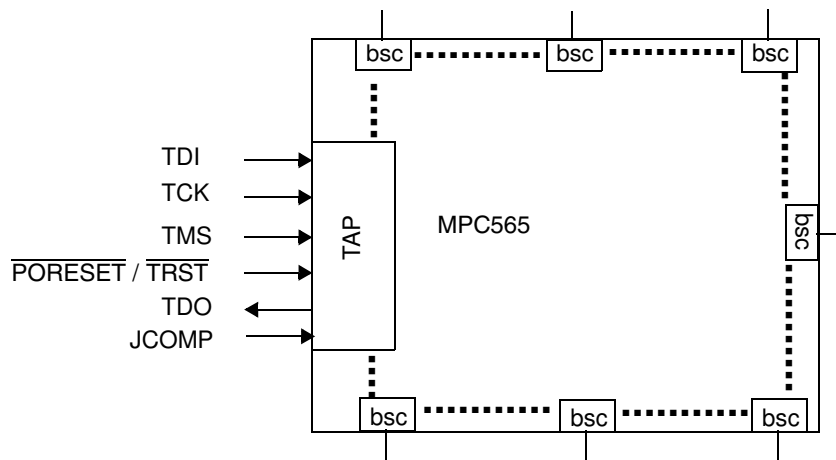 bsc bsc bsc
TDI
TCK
TMS
PORESET / TRST
TDO
JCOMP
TAP
MPC565
bsc
bsc bsc bsc